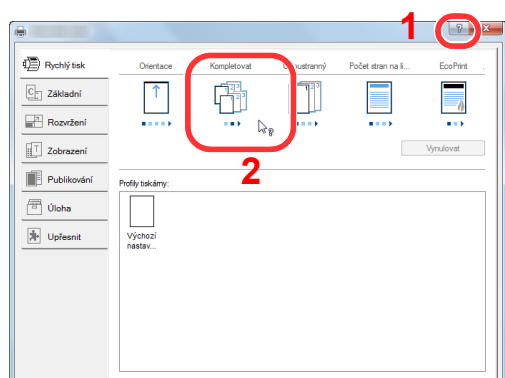 1
?
X
Rychlý tisk
Základní
Rozvržení
Zobrazení
Publikování
Úloha
Upřesnit
Orientace
Kompletovat
Počet stran na li...
EcoPrint
2
Vynulovat
Profily tiskárny:
Výchozí
nastav...